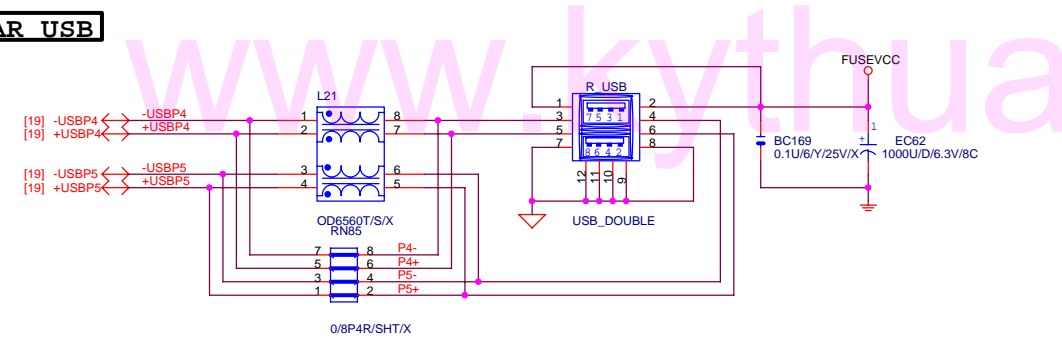 AR USB
www.kythua
FUSEVCC
L21
R_USB
[19] -USBP4 -USBP4 1 8
[19] +USBP4 +USBP4 2 7
[19] -USBP5 -USBP5 3 6
[19] +USBP5 +USBP5 4 5
1 2
3 7 5 3 1 4
5 6
7 8 6 4 2 8
12 11 10 9
1
BC169
0.1U/6/Y/25V/X
+ EC62
1000U/D/6.3V/8C
OD6560T/S/X
USB_DOUBLE
RN85
7 8 P4-
5 6 P4+
3 4 P5-
1 2 P5+
0/8P4R/SHT/X